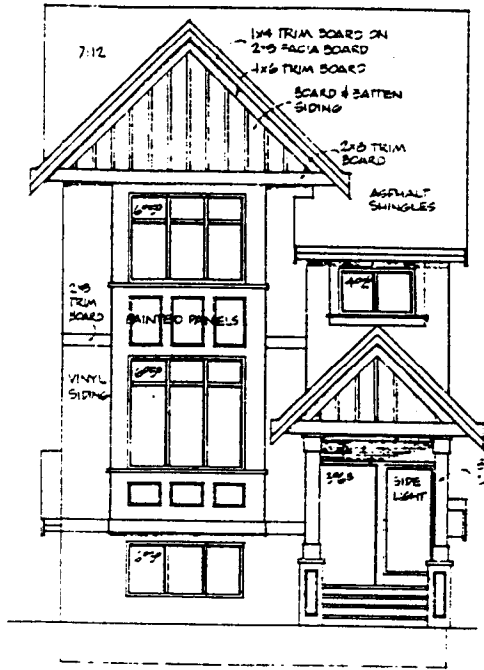 7:12
1x4 TRIM BOARD ON
2x8 FACIA BOARD
1x6 TRIM BOARD
BOARD & BATTEN
SIDING
2x8 TRIM
BOARD
ASPHALT
SHINGLES
2x8
TRIM
BOARD
PAINTED PANELS
VINYL
SIDING
SIDE
LIGHT